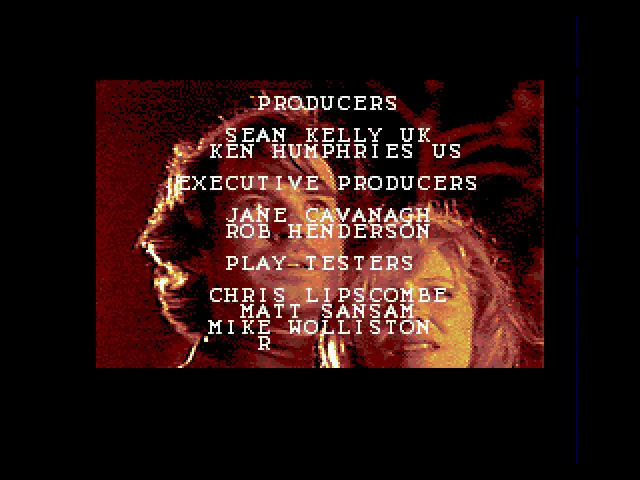 PRODUCERS
SEAN KELLY UK
KEN HUMPHRIES US
EXECUTIVE PRODUCERS
JANE CAVANAGH
ROB HENDERSON
PLAY-TESTERS
CHRIS LIPSCOMBE
MATT SANSAM
MIKE WOLLISTON
R